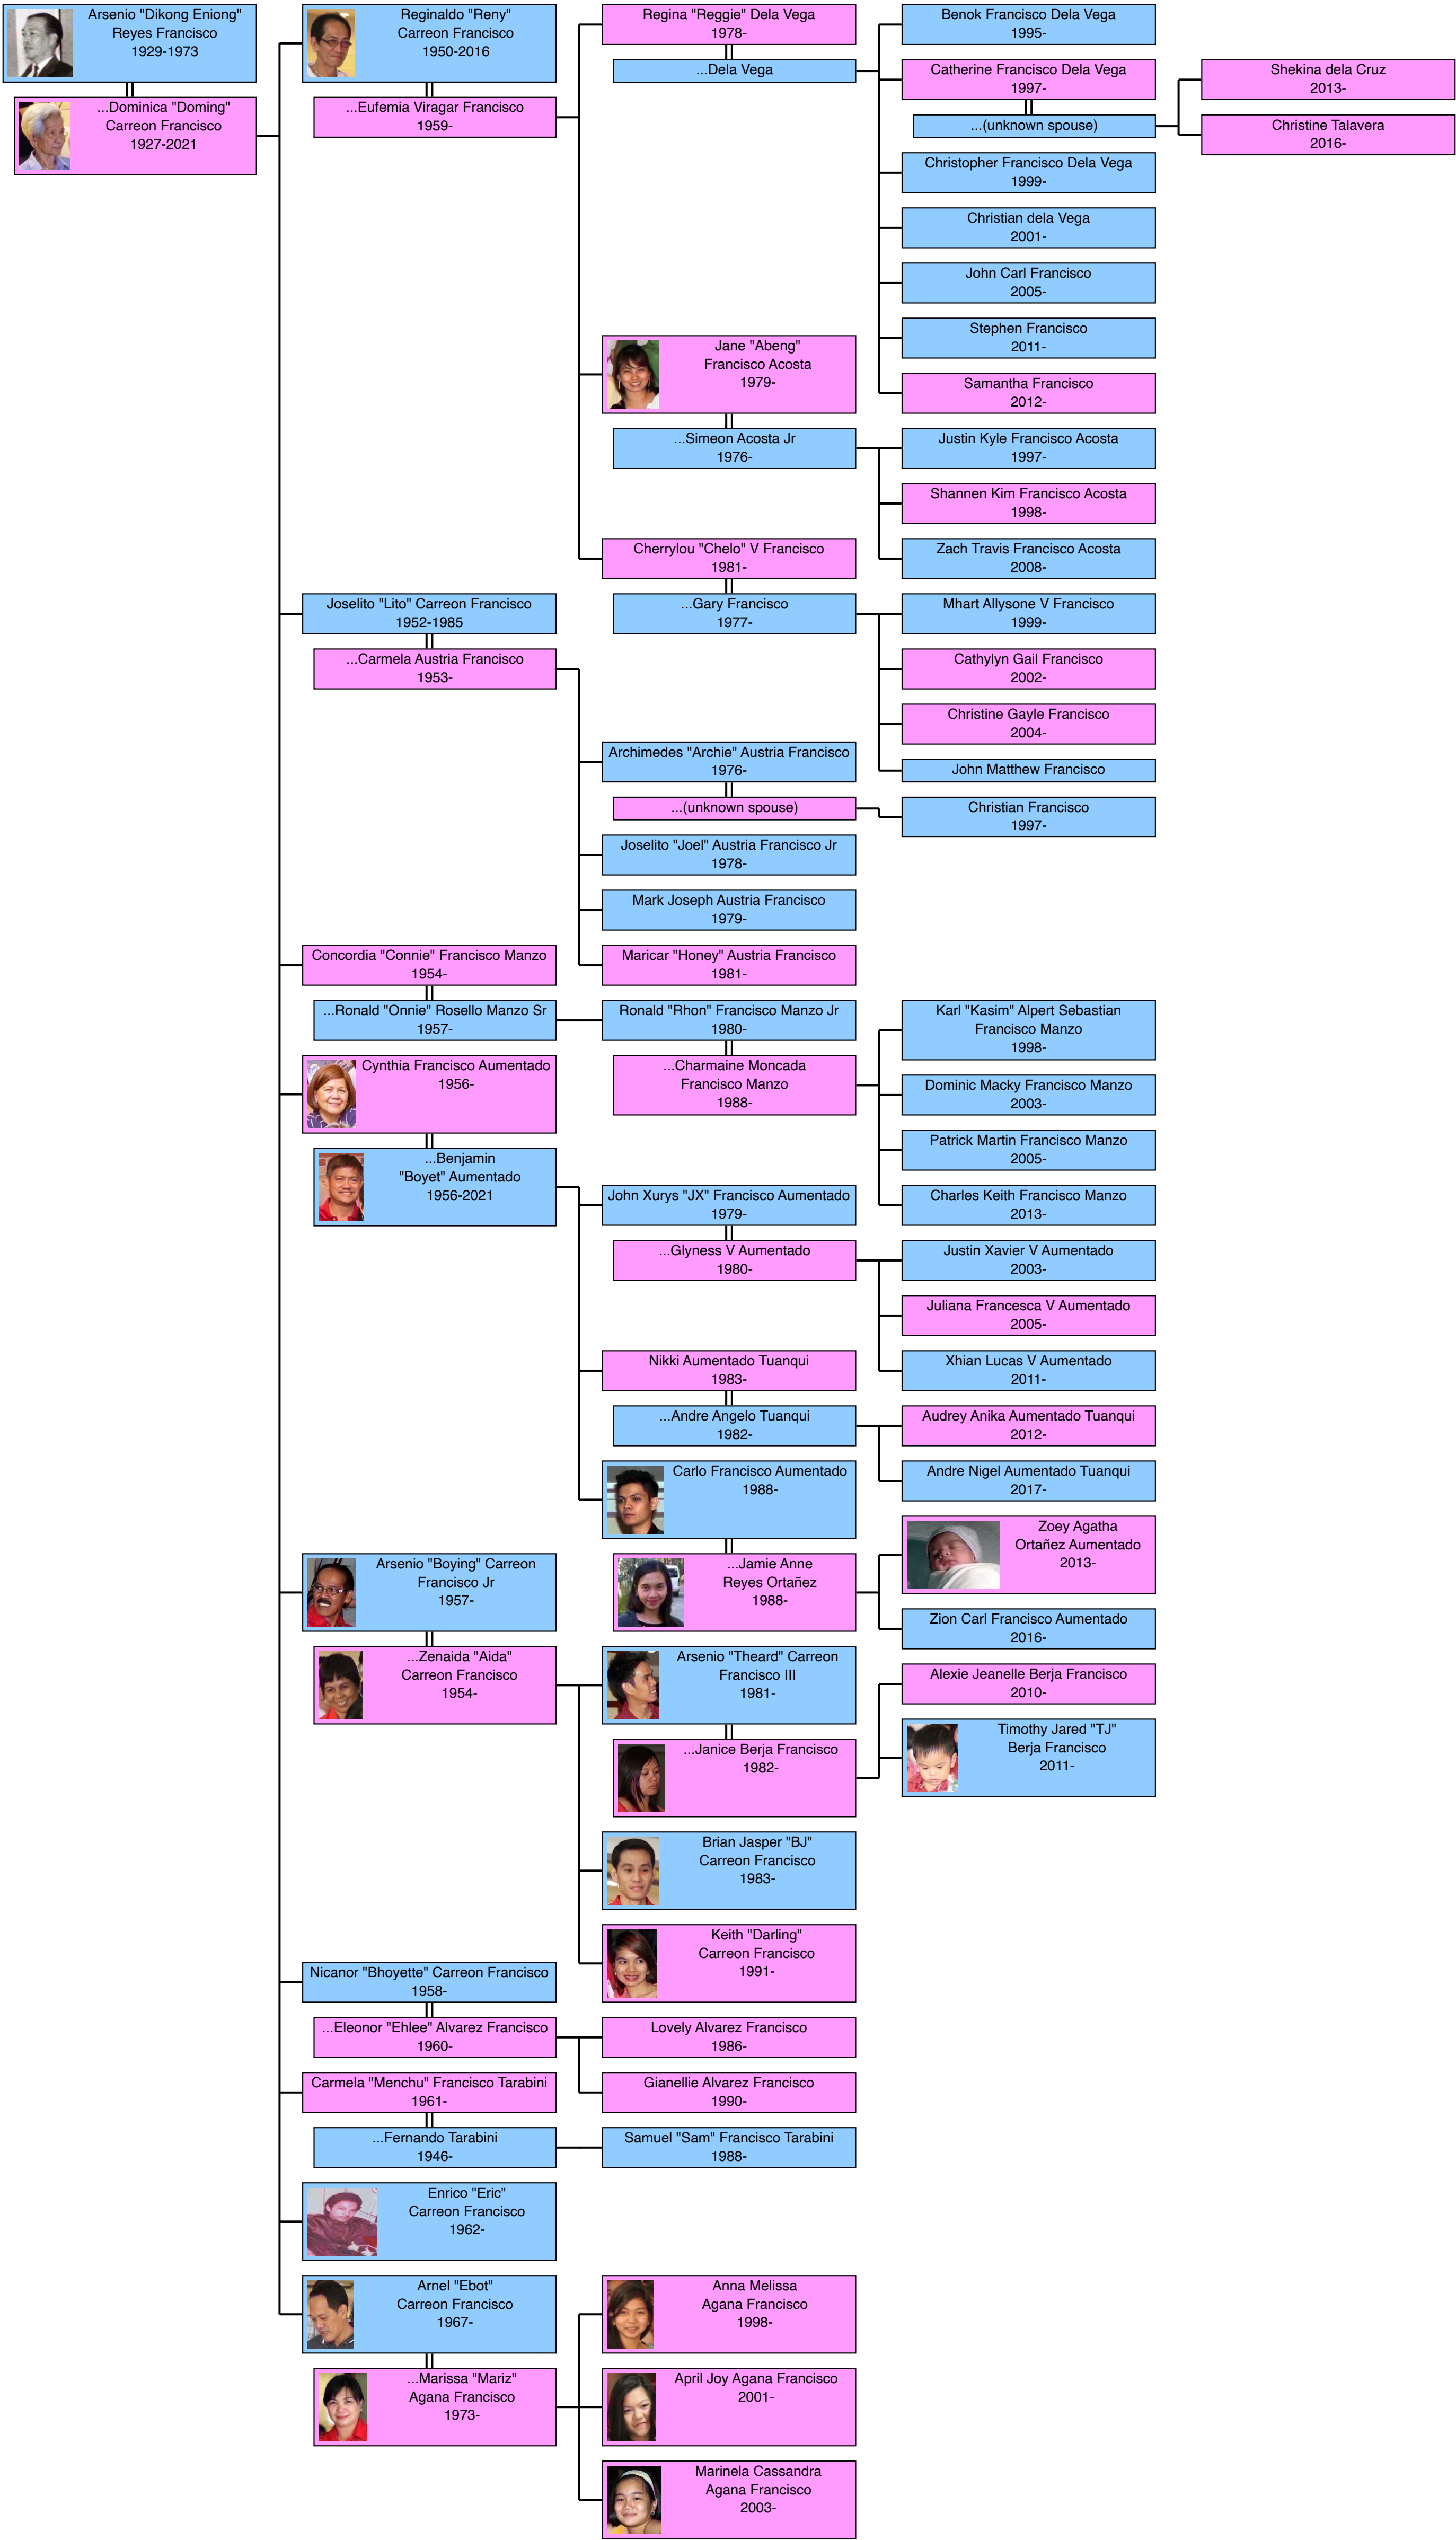 Arsenio "Dikong Eniong"
Reyes Francisco
1929-1973
...Dominica "Doming"
Carreon Francisco
1927-2021
Reginaldo "Reny"
Carreon Francisco
1950-2016
...Eufemia Viragar Francisco
1959-
Regina "Reggie" Dela Vega
1978-
...Dela Vega
Benok Francisco Dela Vega
1995-
Catherine Francisco Dela Vega
1997-
...(unknown spouse)
Shekina dela Cruz
2013-
Christine Talavera
2016-
Christopher Francisco Dela Vega
1999-
Christian dela Vega
2001-
John Carl Francisco
2005-
Stephen Francisco
2011-
Samantha Francisco
2012-
Jane "Abeng"
Francisco Acosta
1979-
...Simeon Acosta Jr
1976-
Justin Kyle Francisco Acosta
1997-
Shannen Kim Francisco Acosta
1998-
Zach Travis Francisco Acosta
2008-
Cherrylou "Chelo" V Francisco
1981-
...Gary Francisco
1977-
Mhart Allysone V Francisco
1999-
Cathylyn Gail Francisco
2002-
Christine Gayle Francisco
2004-
John Matthew Francisco
Joselito "Lito" Carreon Francisco
1952-1985
...Carmela Austria Francisco
1953-
Archimedes "Archie" Austria Francisco
1976-
...(unknown spouse)
Christian Francisco
1997-
Joselito "Joel" Austria Francisco Jr
1978-
Mark Joseph Austria Francisco
1979-
Maricar "Honey" Austria Francisco
1981-
Concordia "Connie" Francisco Manzo
1954-
...Ronald "Onnie" Rosello Manzo Sr
1957-
Ronald "Rhon" Francisco Manzo Jr
1980-
...Charmaine Moncada
Francisco Manzo
1988-
Karl "Kasim" Alpert Sebastian
Francisco Manzo
1998-
Dominic Macky Francisco Manzo
2003-
Patrick Martin Francisco Manzo
2005-
Charles Keith Francisco Manzo
2013-
Cynthia Francisco Aumentado
1956-
...Benjamin
"Boyet" Aumentado
1956-2021
John Xurys "JX" Francisco Aumentado
1979-
...Glyness V Aumentado
1980-
Justin Xavier V Aumentado
2003-
Juliana Francesca V Aumentado
2005-
Xhian Lucas V Aumentado
2011-
Nikki Aumentado Tuanqui
1983-
...Andre Angelo Tuanqui
1982-
Audrey Anika Aumentado Tuanqui
2012-
Andre Nigel Aumentado Tuanqui
2017-
Carlo Francisco Aumentado
1988-
...Jamie Anne
Reyes Ortañez
1988-
Zoey Agatha
Ortañez Aumentado
2013-
Zion Carl Francisco Aumentado
2016-
Arsenio "Boying" Carreon
Francisco Jr
1957-
...Zenaida "Aida"
Carreon Francisco
1954-
Arsenio "Theard" Carreon
Francisco III
1981-
...Janice Berja Francisco
1982-
Alexie Jeanelle Berja Francisco
2010-
Timothy Jared "TJ"
Berja Francisco
2011-
Brian Jasper "BJ"
Carreon Francisco
1983-
Keith "Darling"
Carreon Francisco
1991-
Nicanor "Bhoyette" Carreon Francisco
1958-
...Eleonor "Ehlee" Alvarez Francisco
1960-
Lovely Alvarez Francisco
1986-
Gianellie Alvarez Francisco
1990-
Carmela "Menchu" Francisco Tarabini
1961-
...Fernando Tarabini
1946-
Samuel "Sam" Francisco Tarabini
1988-
Enrico "Eric"
Carreon Francisco
1962-
Arnel "Ebot"
Carreon Francisco
1967-
...Marissa "Mariz"
Agana Francisco
1973-
Anna Melissa
Agana Francisco
1998-
April Joy Agana Francisco
2001-
Marinela Cassandra
Agana Francisco
2003-